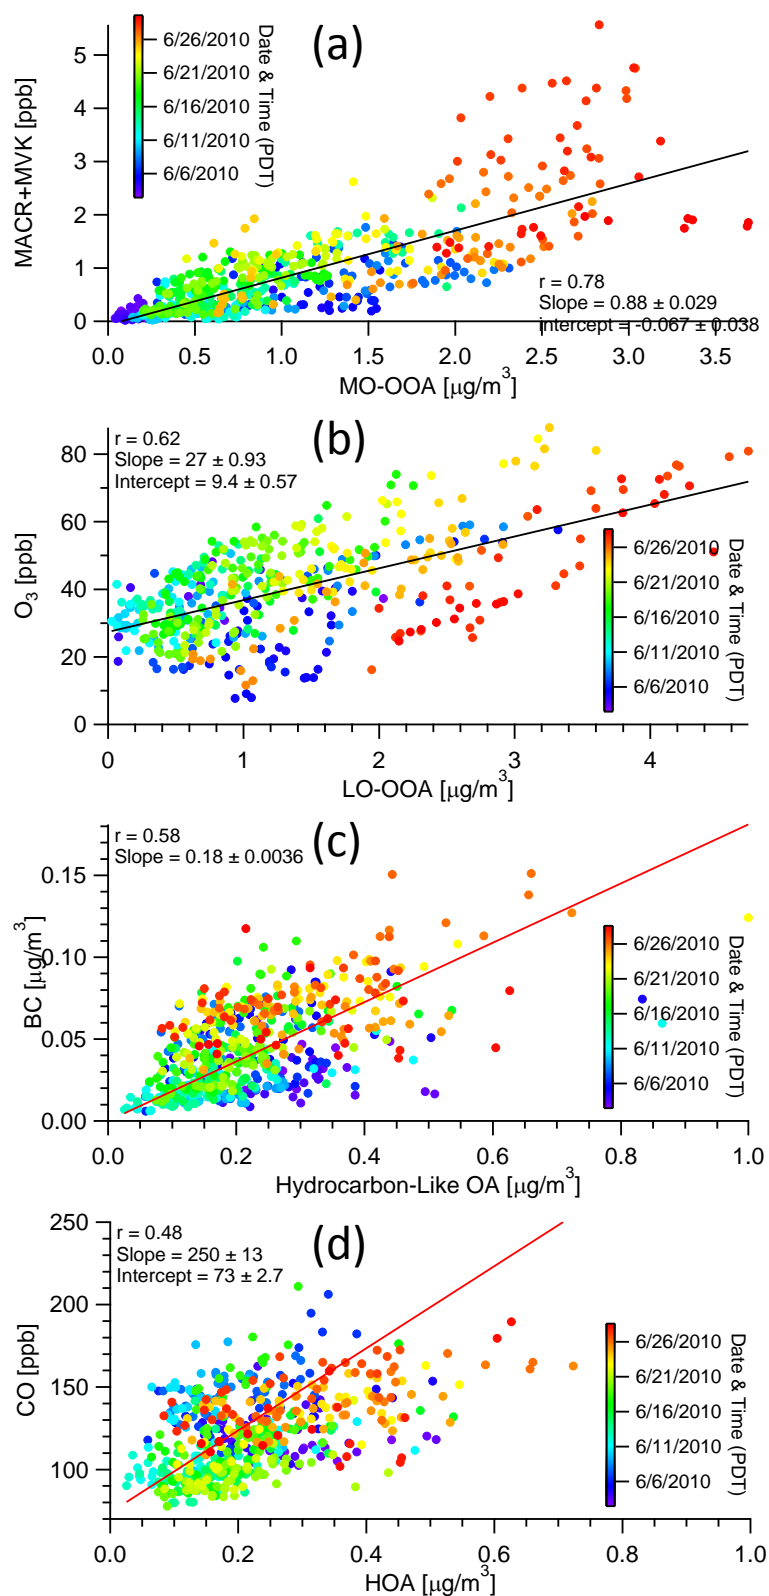 (a)
6/26/2010
6/21/2010
6/16/2010
6/11/2010
6/6/2010
Date & Time (PDT)
MACR+MVK [ppb]
5
4
3
2
1
0
r = 0.78
Slope = 0.88 ± 0.029
intercept = -0.067 ± 0.038
0.0 0.5 1.0 1.5 2.0 2.5 3.0 3.5
MO-OOA [μg/m³]
(b)
r = 0.62
Slope = 27 ± 0.93
Intercept = 9.4 ± 0.57
O₃ [ppb]
80
60
40
20
0
6/26/2010
6/21/2010
6/16/2010
6/11/2010
6/6/2010
Date & Time (PDT)
1 2 3 4
0
LO-OOA [μg/m³]
(c)
r = 0.58
Slope = 0.18 ± 0.0036
BC [μg/m³]
0.15
0.10
0.05
0.00
6/26/2010
6/21/2010
6/16/2010
6/11/2010
6/6/2010
Date & Time (PDT)
0.0 0.2 0.4 0.6 0.8 1.0
Hydrocarbon-Like OA [μg/m³]
(d)
r = 0.48
Slope = 250 ± 13
Intercept = 73 ± 2.7
CO [ppb]
250
200
150
100
6/26/2010
6/21/2010
6/16/2010
6/11/2010
6/6/2010
Date & Time (PDT)
0.0 0.2 0.4 0.6 0.8 1.0
HOA [μg/m³]